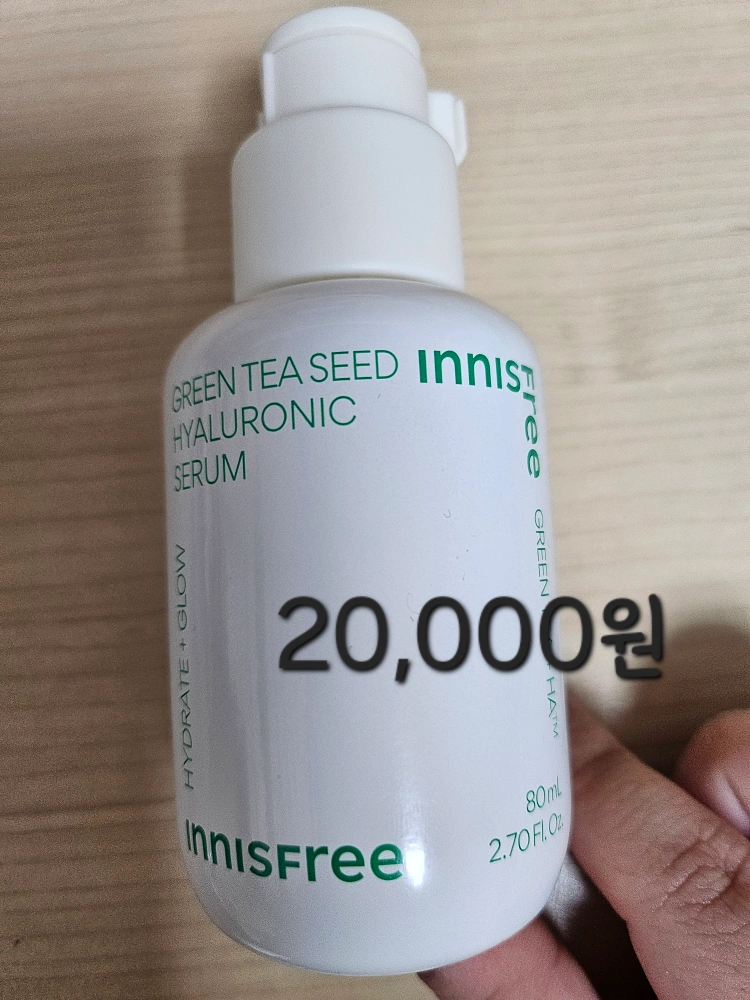 GREEN TEA SEED
HYALURONIC
SERUM
INNISFree
HYDRATE + GLOW
GREEN
HA™
20,000원
INNISFree
80mL
2.70 Fl. Oz.